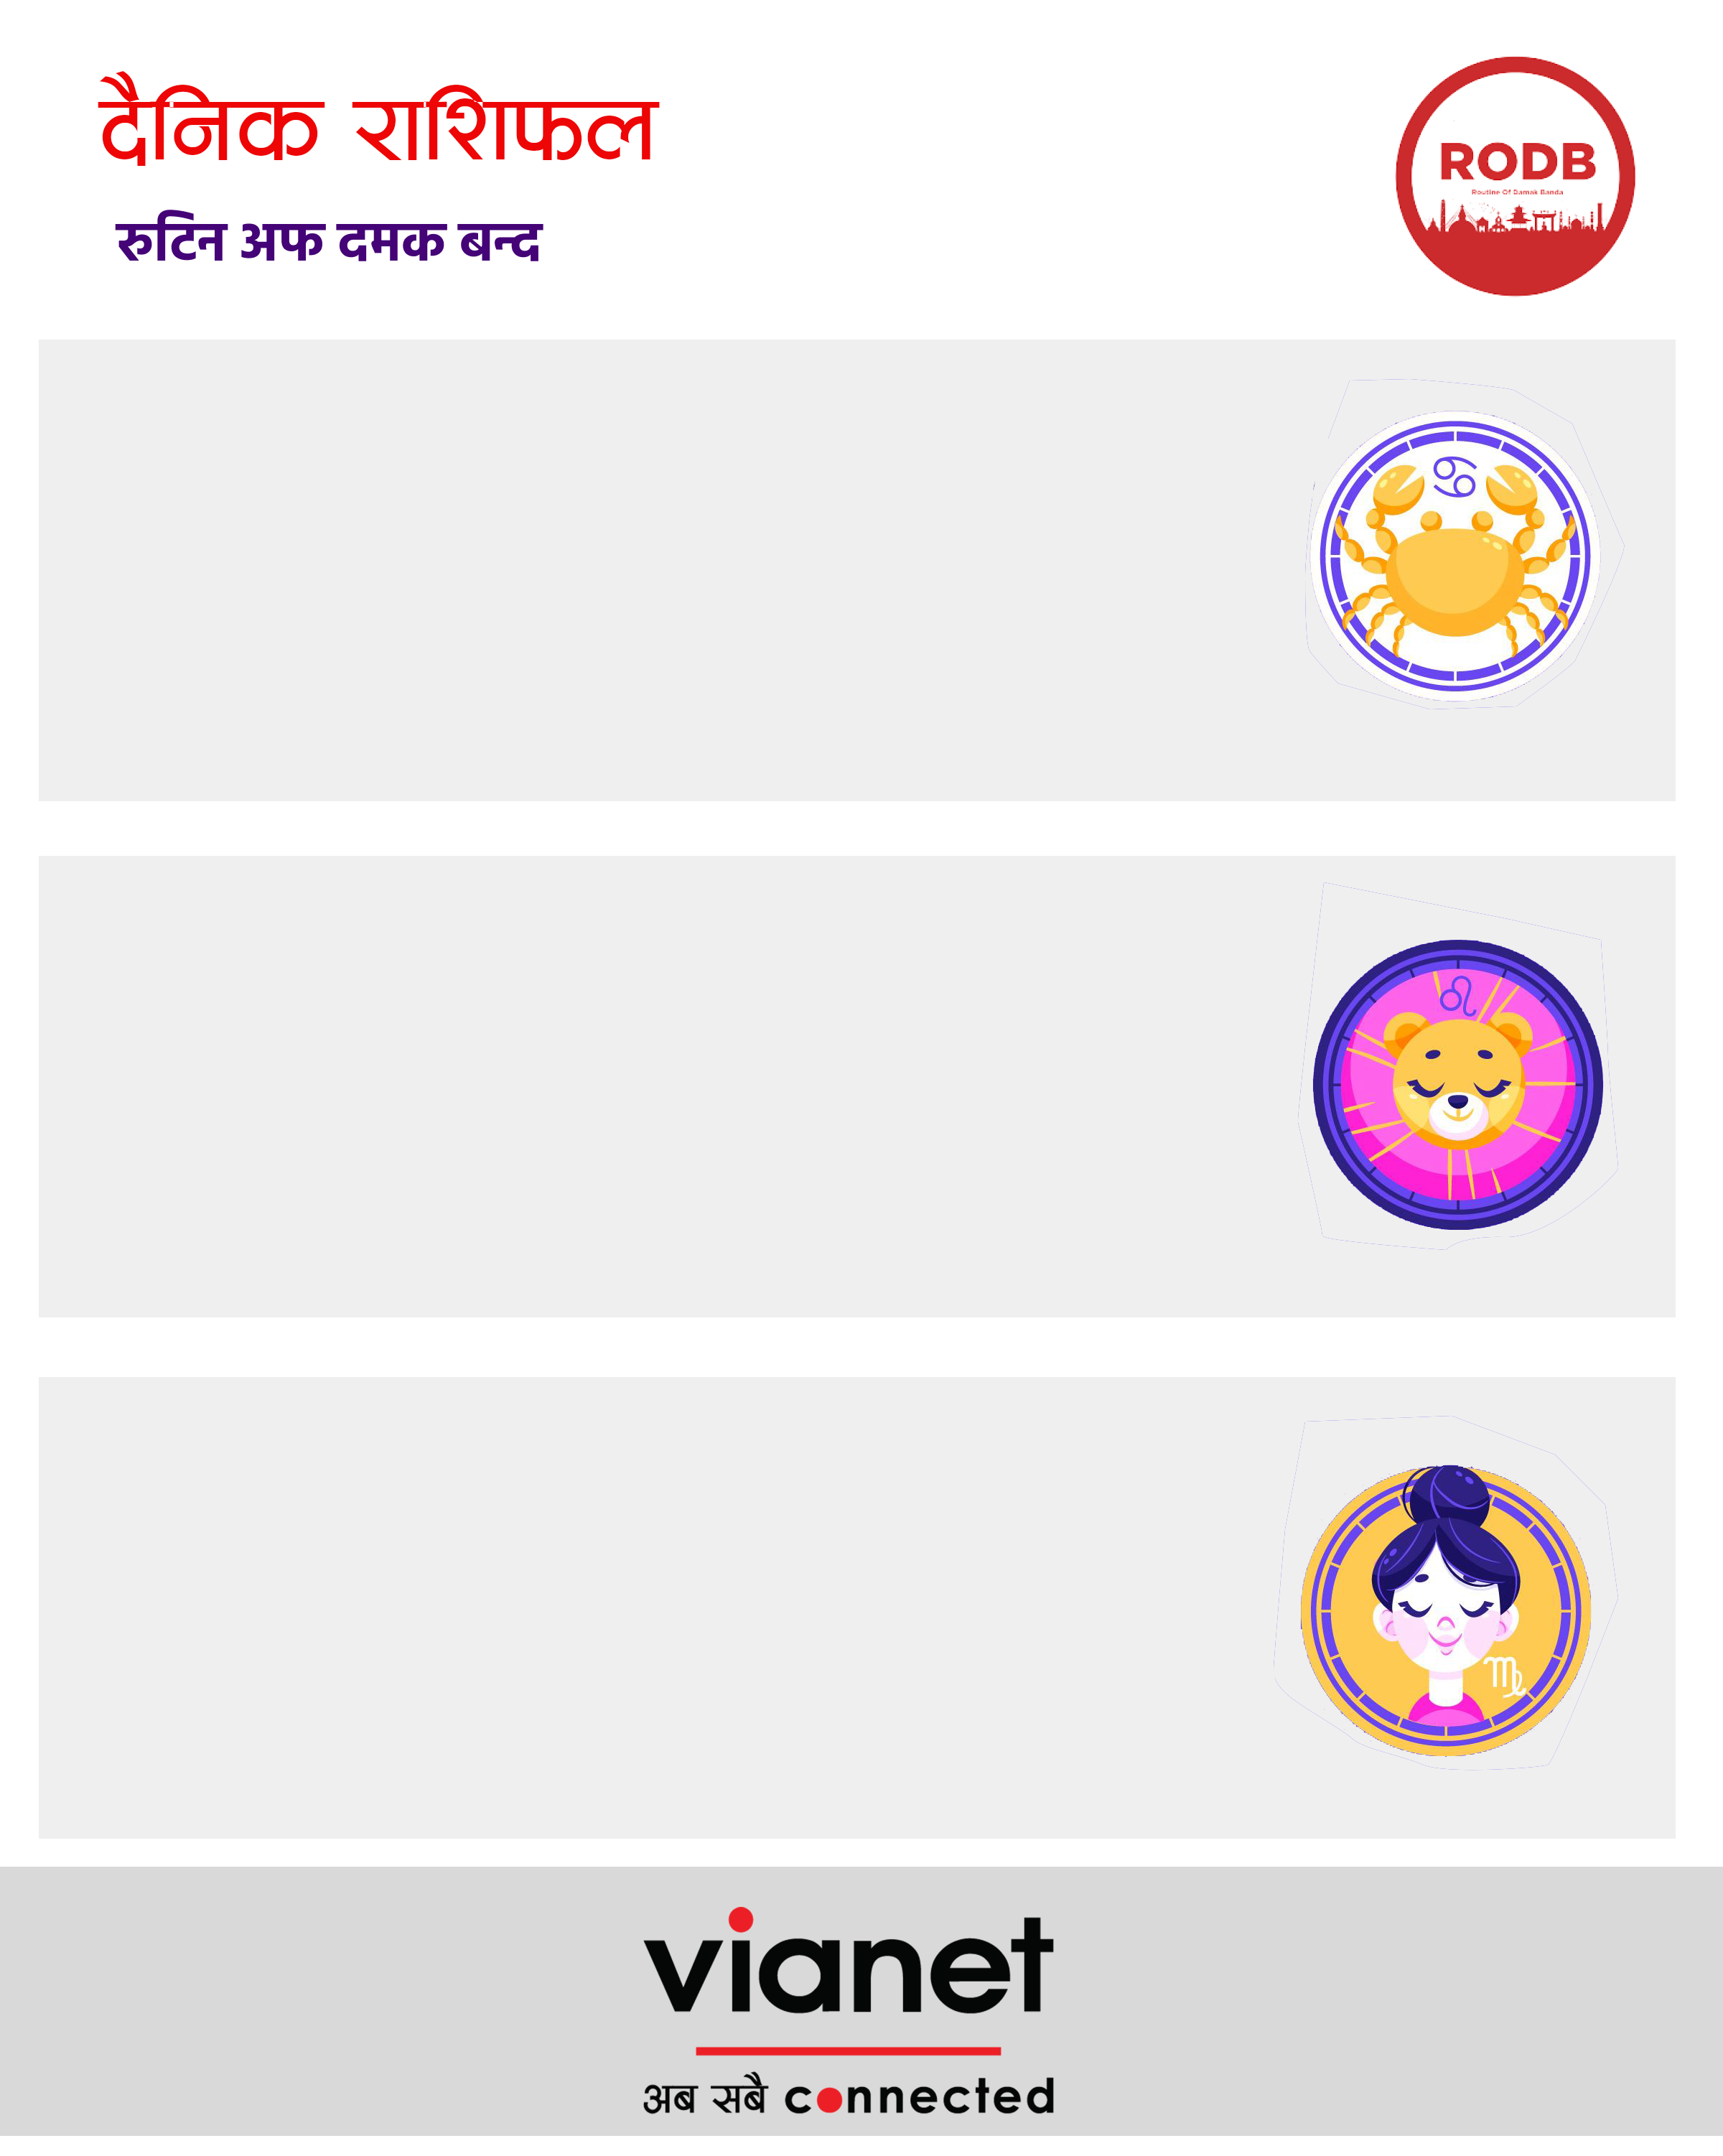 दैनिक राशिफल
रुटिन अफ दमक बन्द
RODB
Routine Of Damak Banda
vianet
अब सबै connected